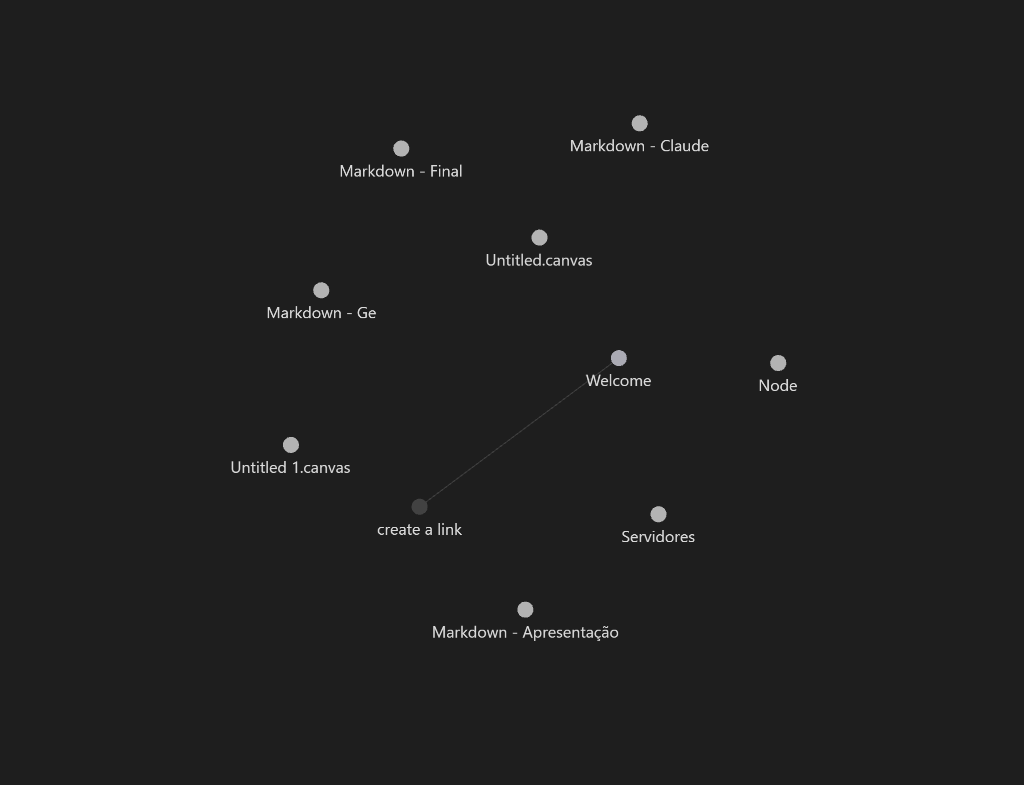 Markdown - Claude
Markdown - Final
Untitled.canvas
Markdown - Ge
Welcome
Node
Untitled 1.canvas
create a link
Servidores
Markdown - Apresentação